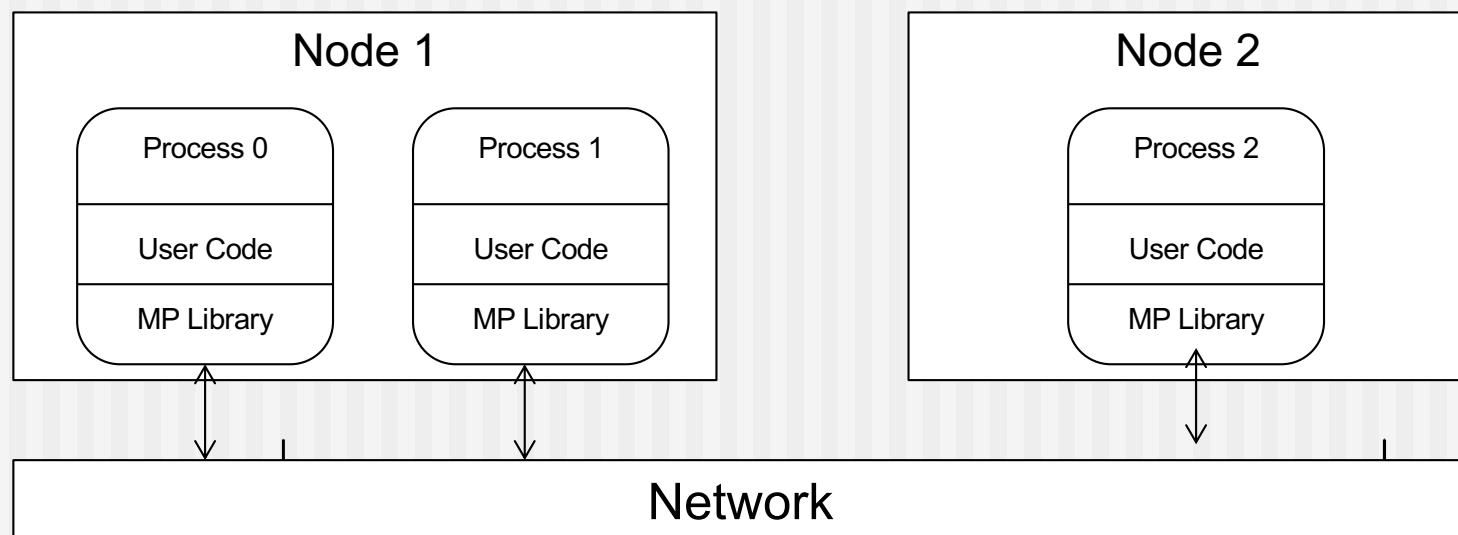 Node 1
Node 2
Process 0
Process 1
Process 2
User Code
User Code
User Code
MP Library
MP Library
MP Library
Network